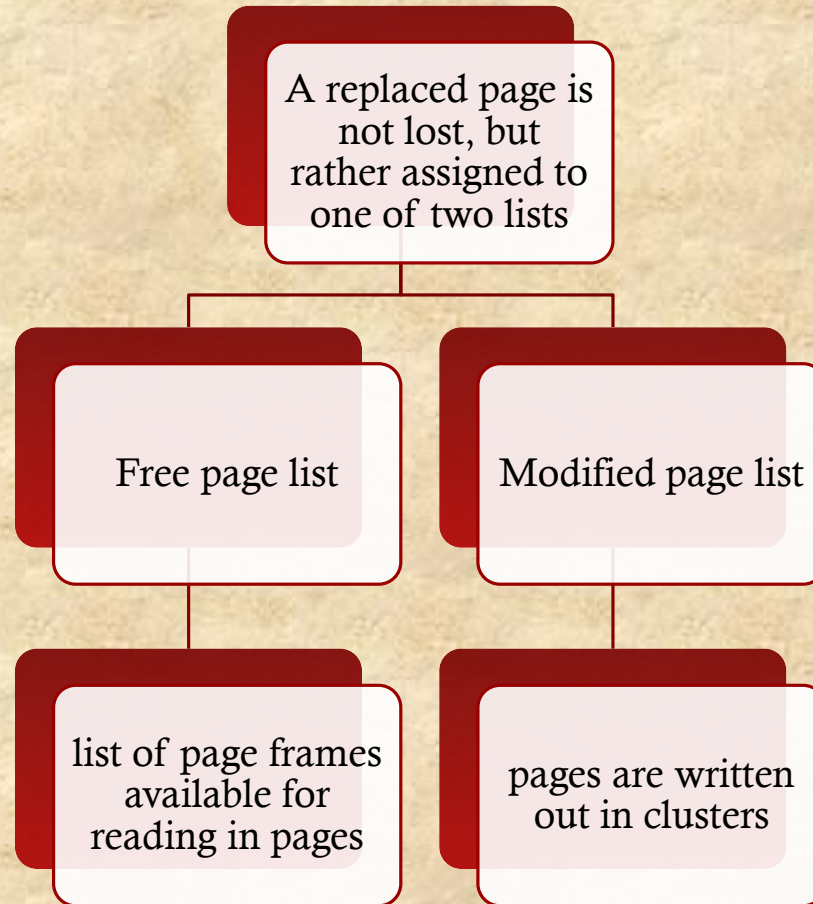 A replaced page is
not lost, but
rather assigned to
one of two lists
Free page list
Modified page list
list of page frames
available for
reading in pages
pages are written
out in clusters